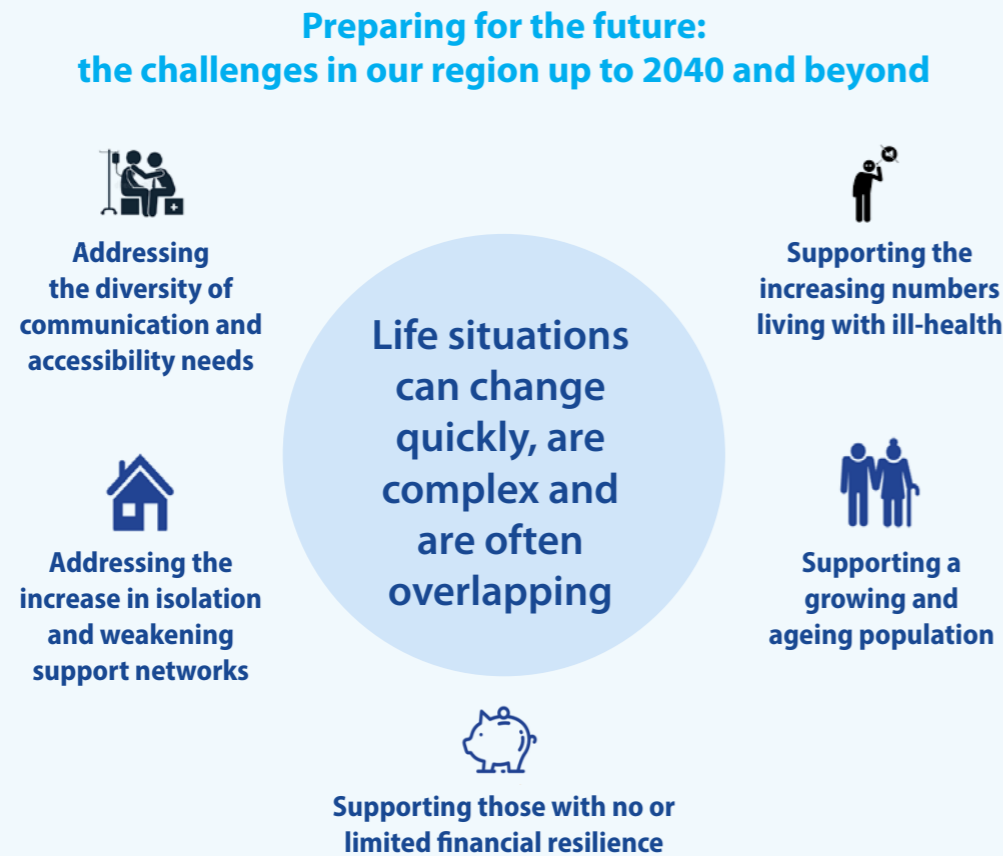 Preparing for the future:
the challenges in our region up to 2040 and beyond
Addressing
the diversity of
communication and
accessibility needs
Supporting the
increasing numbers
living with ill-health
Life situations
can change
quickly, are
complex and
are often
overlapping
Addressing the
increase in isolation
and weakening
support networks
Supporting a
growing and
ageing population
Supporting those with no or
limited financial resilience